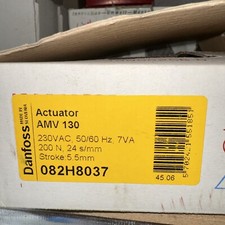 Danfoss
Actuator
AMV 130
230VAC, 50/60 Hz, 7VA
200 N, 24 s/mm
Stroke:5.5mm
082H8037
45 06